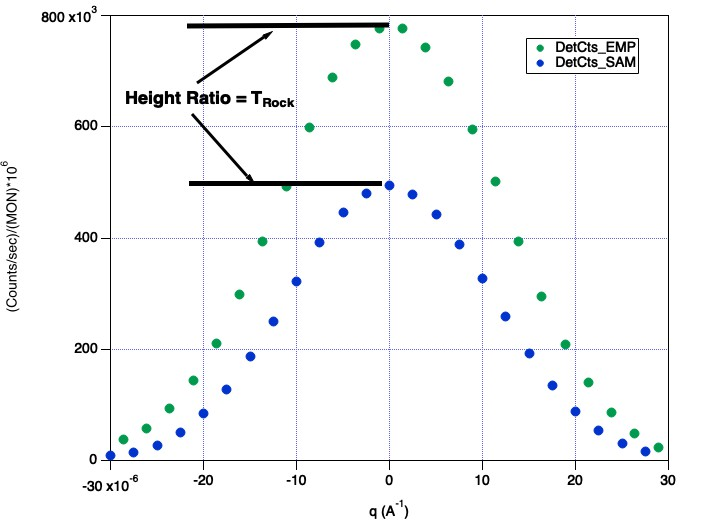 800 x10³
DetCts_EMP
DetCts_SAM
Height Ratio = TRock
600
400
200
0
(Counts/sec)/(MON)*10⁶
-30 x10⁻⁶
-20
-10
0
10
20
30
q (A⁻¹)